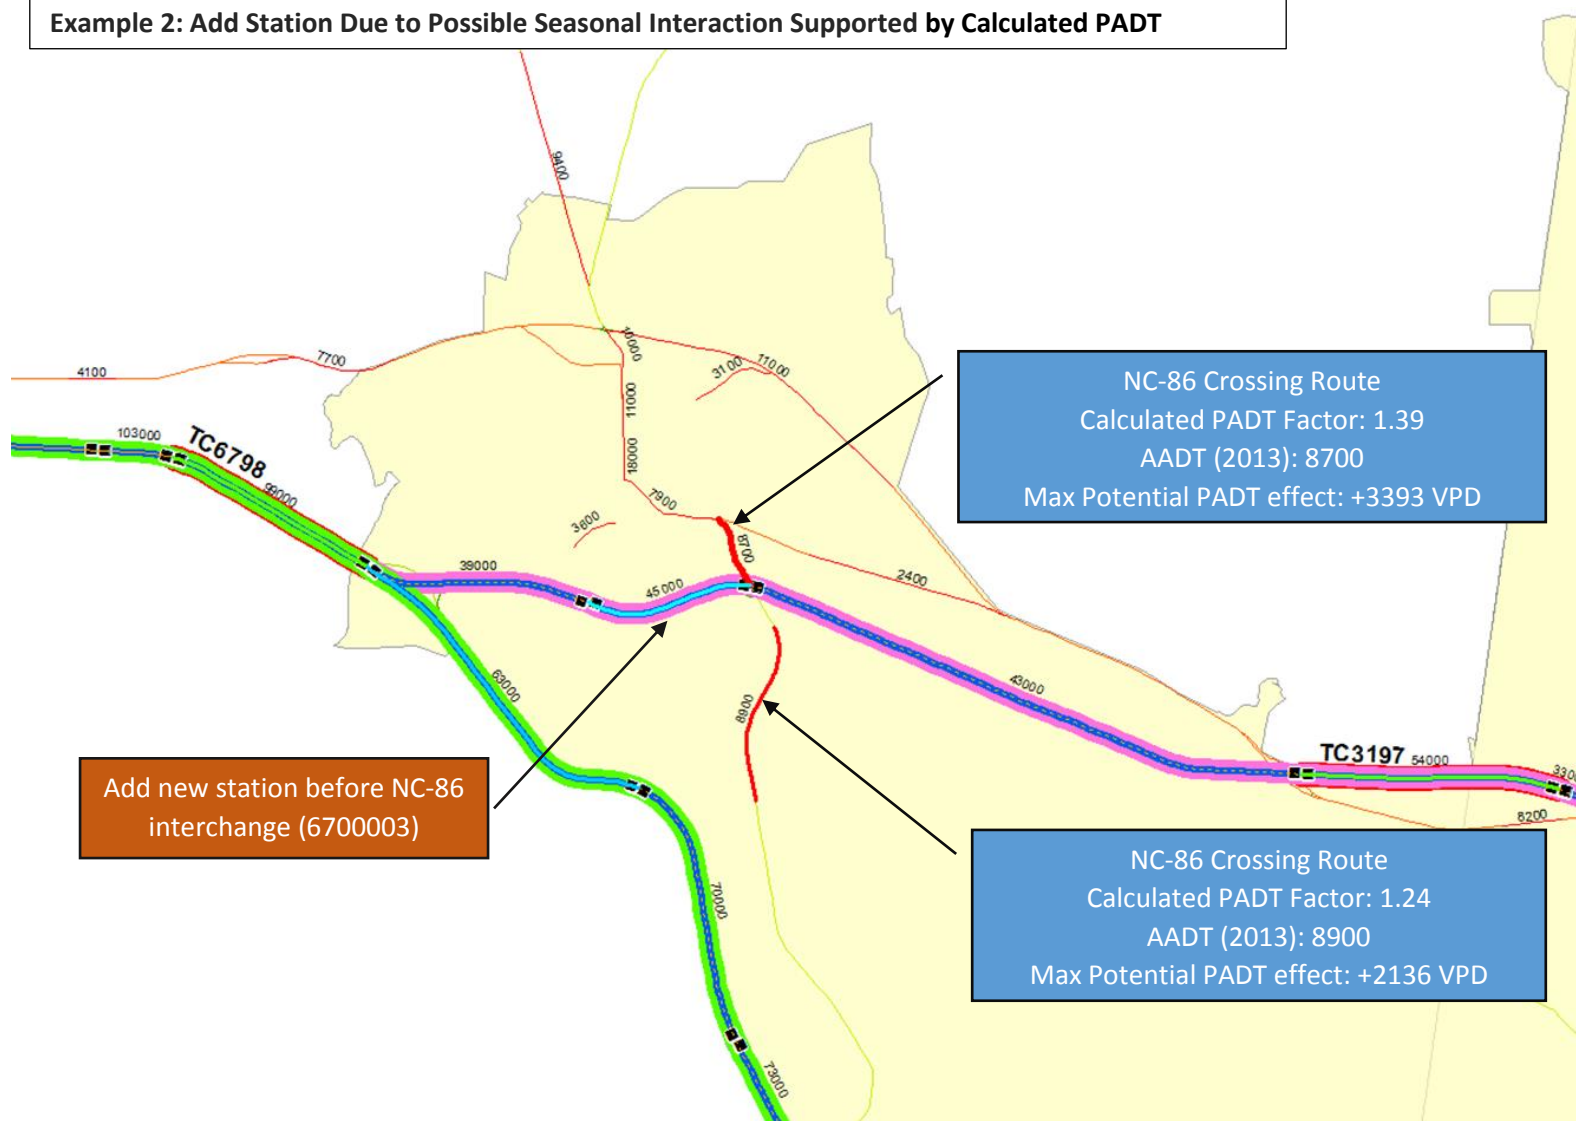 Example 2: Add Station Due to Possible Seasonal Interaction Supported by Calculated PADT
9400
10000
7700
4100
3100
11000
11000
NC-86 Crossing Route
Calculated PADT Factor: 1.39
AADT (2013): 8700
Max Potential PADT effect: +3393 VPD
103000
TC6798
18000
99000
7900
3600
8700
39000
45000
2400
63000
43000
8900
TC3197
54000
3300
Add new station before NC-86
interchange (6700003)
8200
NC-86 Crossing Route
Calculated PADT Factor: 1.24
AADT (2013): 8900
Max Potential PADT effect: +2136 VPD
70000
73000